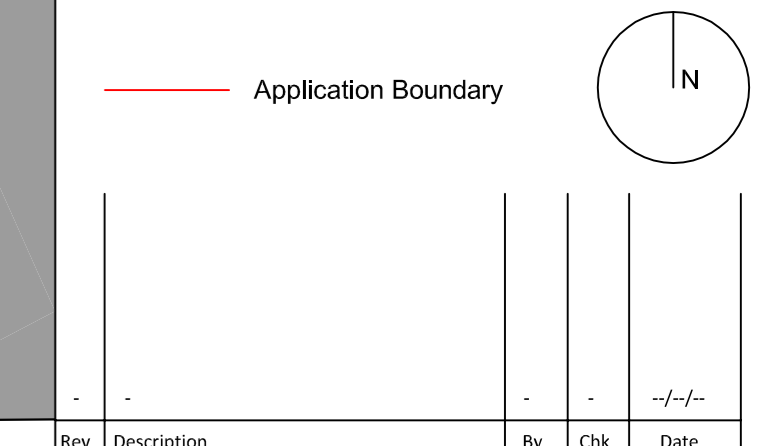 Application Boundary
N
- - - - --/--/--
Rev Description By Chk Date